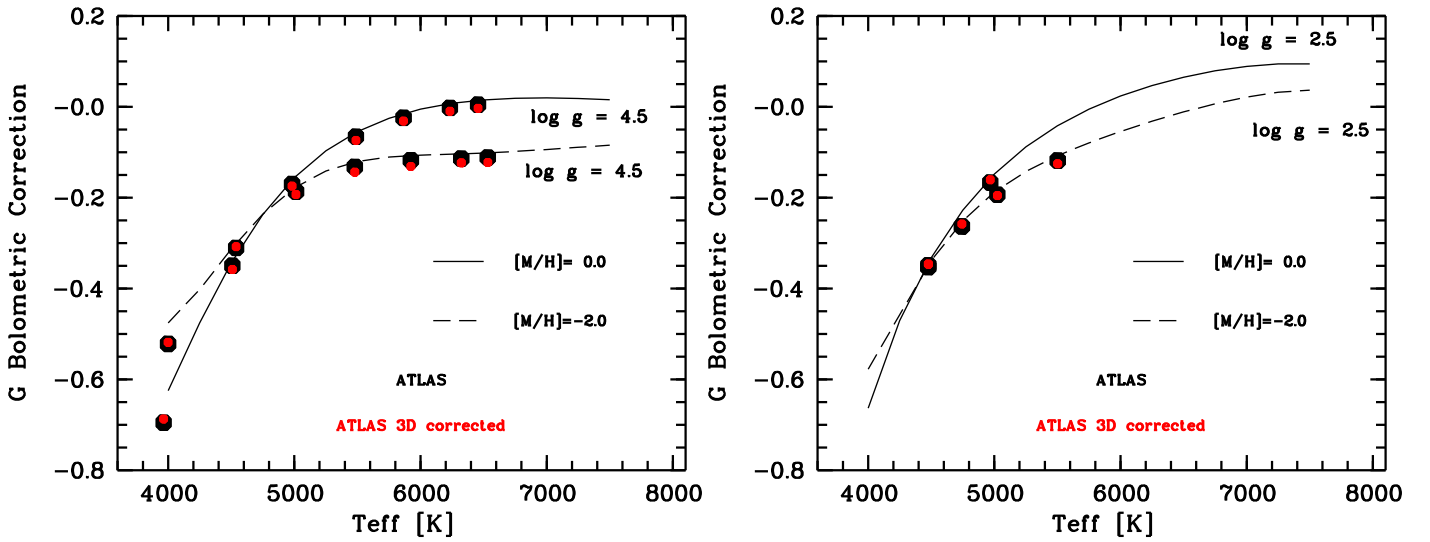 0.2
-0.0
-0.2
-0.4
-0.6
-0.8
G Bolometric Correction
log g = 4.5
log g = 4.5
[M/H]= 0.0
[M/H]=-2.0
ATLAS
ATLAS 3D corrected
4000 5000 6000 7000 8000
Teff [K]
0.2
-0.0
-0.2
-0.4
-0.6
-0.8
G Bolometric Correction
log g = 2.5
log g = 2.5
[M/H]= 0.0
[M/H]=-2.0
ATLAS
ATLAS 3D corrected
4000 5000 6000 7000 8000
Teff [K]